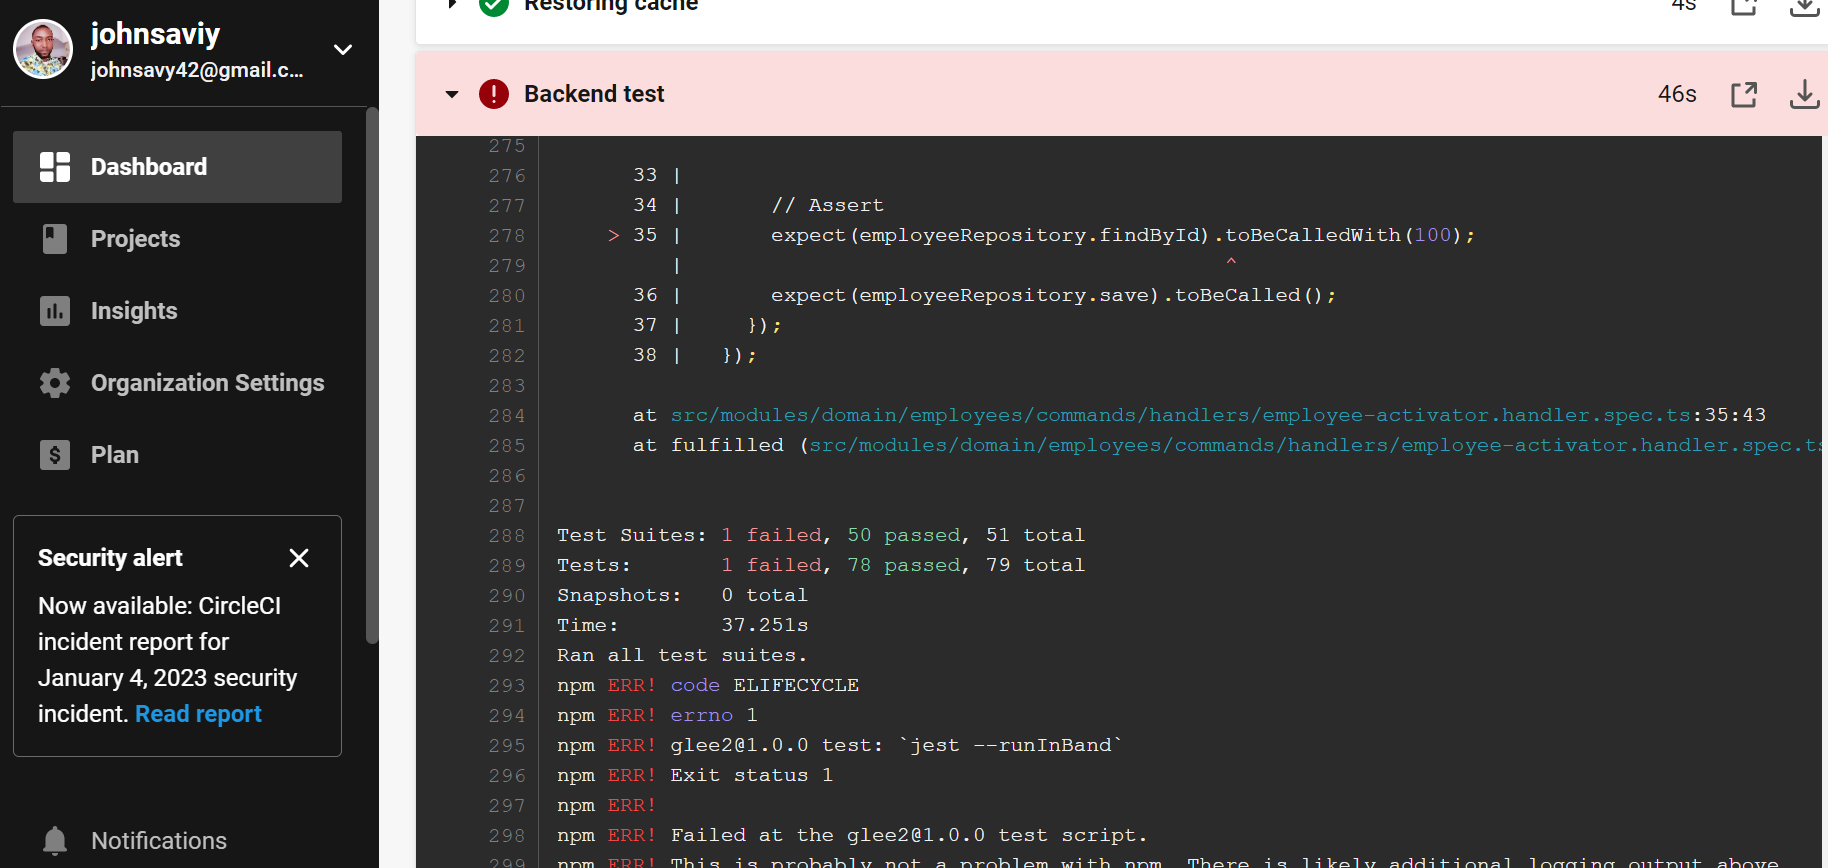 johnsaviy
johnsavy42@gmail.c...
Dashboard
Projects
Insights
Organization Settings
Plan
Security alert
Now available: CircleCI
incident report for
January 4, 2023 security
incident. Read report
Notifications
Restoring cache 4s
Backend test 46s
275
276 33 |
277 34 | // Assert
278 > 35 | expect(employeeRepository.findById).toBeCalledWith(100);
279 | ^
280 36 | expect(employeeRepository.save).toBeCalled();
281 37 | });
282 38 | });
283
284 at src/modules/domain/employees/commands/handlers/employee-activator.handler.spec.ts:35:43
285 at fulfilled (src/modules/domain/employees/commands/handlers/employee-activator.handler.spec.ts
286
287
288 Test Suites: 1 failed, 50 passed, 51 total
289 Tests: 1 failed, 78 passed, 79 total
290 Snapshots: 0 total
291 Time: 37.251s
292 Ran all test suites.
293 npm ERR! code ELIFECYCLE
294 npm ERR! errno 1
295 npm ERR! glee2@1.0.0 test: `jest --runInBand`
296 npm ERR! Exit status 1
297 npm ERR!
298 npm ERR! Failed at the glee2@1.0.0 test script.
299 npm ERR! This is probably not a problem with npm. There is likely additional logging output above.